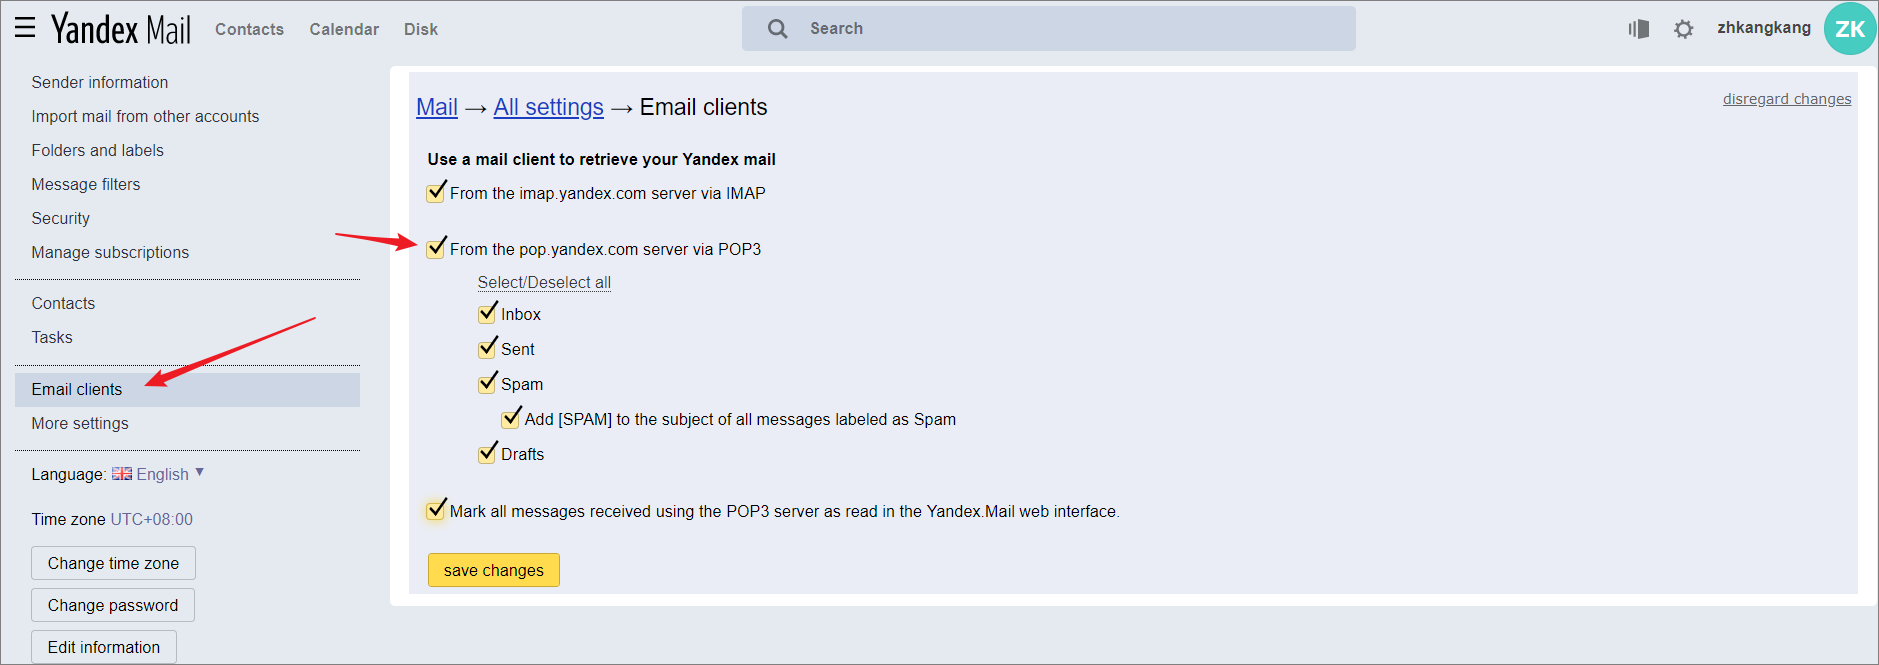 Yandex Mail Contacts Calendar Disk Search zhkangkang ZK
Sender information
Import mail from other accounts
Folders and labels
Message filters
Security
Manage subscriptions
Contacts
Tasks
Email clients
More settings
Language: English
Time zone UTC+08:00
Change time zone
Change password
Edit information
Mail → All settings → Email clients
disregard changes
Use a mail client to retrieve your Yandex mail
From the imap.yandex.com server via IMAP
From the pop.yandex.com server via POP3
Select/Deselect all
Inbox
Sent
Spam
Add [SPAM] to the subject of all messages labeled as Spam
Drafts
Mark all messages received using the POP3 server as read in the Yandex.Mail web interface.
save changes